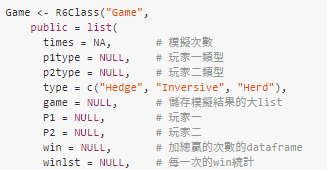 Game <- R6Class("Game",
public = list(
times = NA, # 模擬次數
p1type = NULL, # 玩家一類型
p2type = NULL, # 玩家二類型
type = c("Hedge", "Inversive", "Herd"),
game = NULL, # 儲存模擬結果的大list
P1 = NULL, # 玩家一
P2 = NULL, # 玩家二
win = NULL, # 加總贏的次數的dataframe
winlst = NULL, # 每一次的win統計